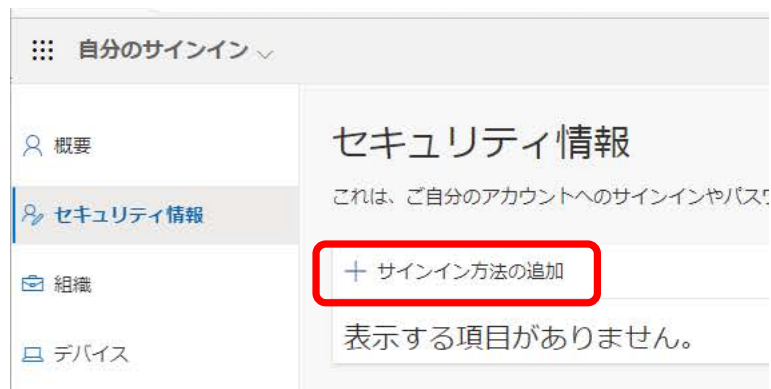 自分のサインイン
概要
セキュリティ情報
組織
デバイス
セキュリティ情報
これは、ご自分のアカウントへのサインインやパス
＋ サインイン方法の追加
表示する項目がありません。